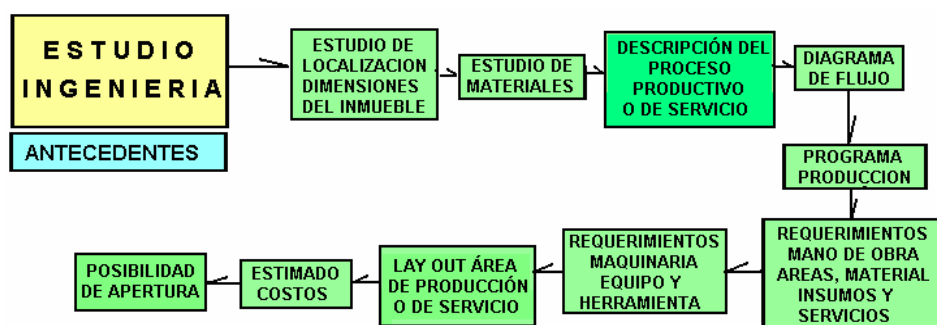 ESTUDIO
INGENIERIA
ANTECEDENTES
ESTUDIO DE
LOCALIZACION
DIMENSIONES
DEL INMUEBLE
ESTUDIO DE
MATERIALES
DESCRIPCIÓN DEL
PROCESO
PRODUCTIVO
O DE SERVICIO
DIAGRAMA
DE FLUJO
PROGRAMA
PRODUCCION
REQUERIMIENTOS
MANO DE OBRA
AREAS, MATERIAL
INSUMOS Y
SERVICIOS
REQUERIMIENTOS
MAQUINARIA
EQUIPO Y
HERRAMIENTA
LAY OUT ÁREA
DE PRODUCCIÓN
O DE SERVICIO
ESTIMADO
COSTOS
POSIBILIDAD
DE APERTURA